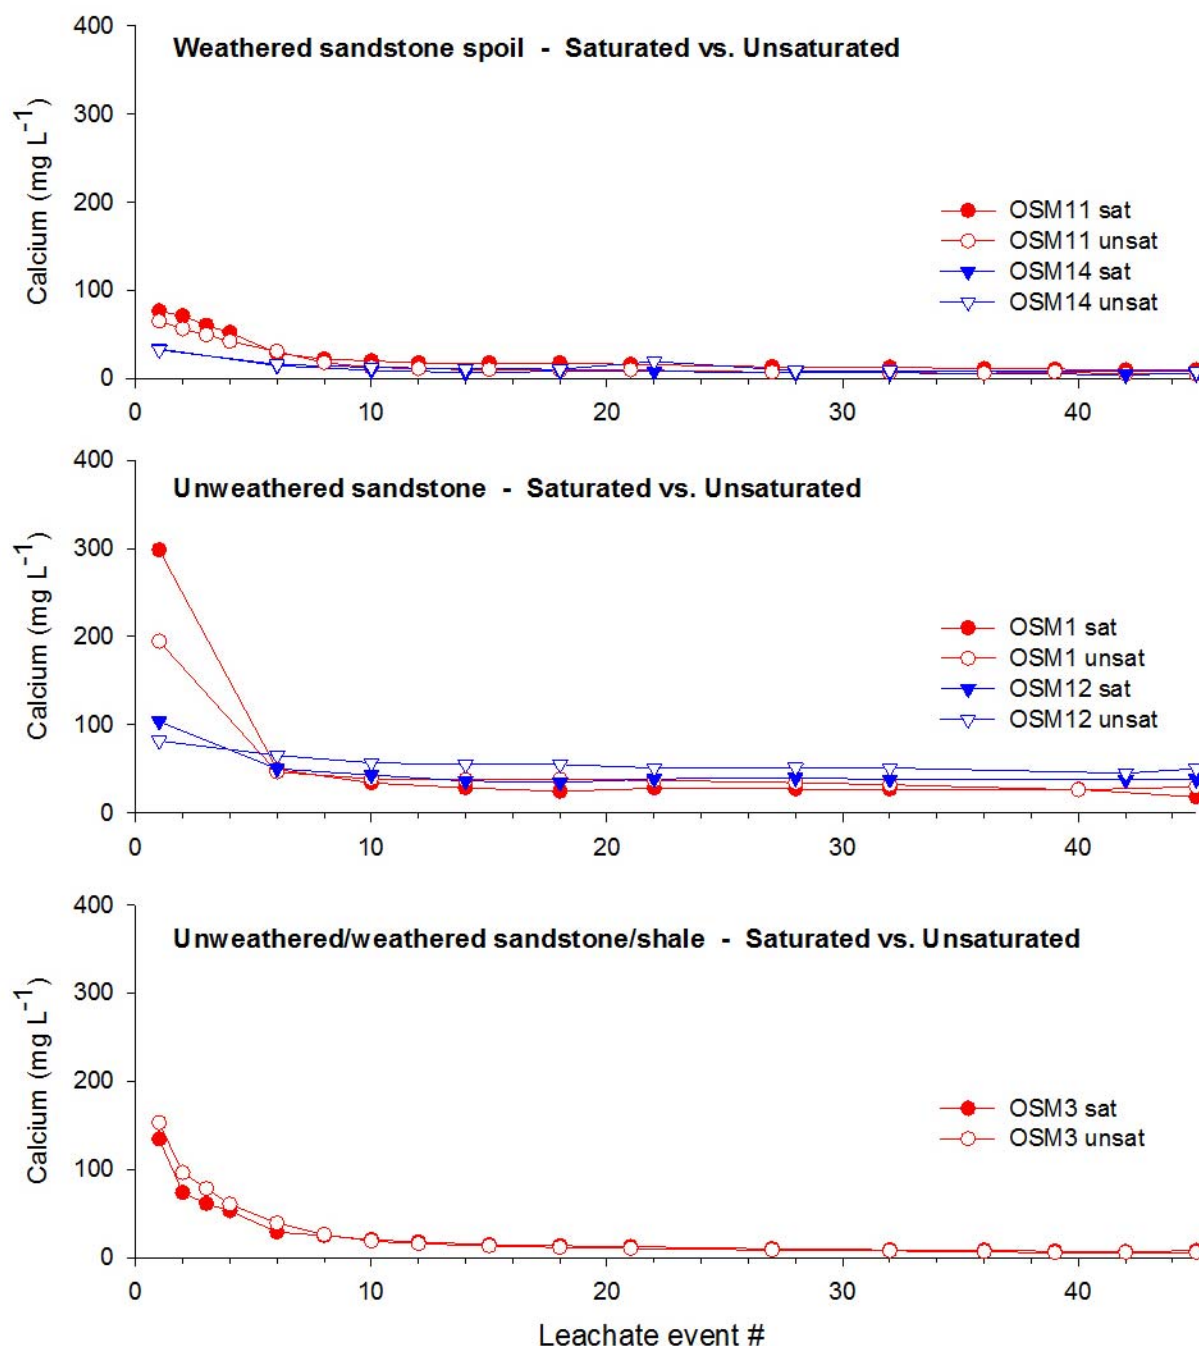 400
Weathered sandstone spoil - Saturated vs. Unsaturated
300
Calcium (mg L-1)
200
OSM11 sat
OSM11 unsat
OSM14 sat
OSM14 unsat
100
0
0 10 20 30 40
400
Unweathered sandstone - Saturated vs. Unsaturated
300
Calcium (mg L-1)
200
OSM1 sat
OSM1 unsat
OSM12 sat
OSM12 unsat
100
0
0 10 20 30 40
400
Unweathered/weathered sandstone/shale - Saturated vs. Unsaturated
300
Calcium (mg L-1)
200
OSM3 sat
OSM3 unsat
100
0
0 10 20 30 40
Leachate event #